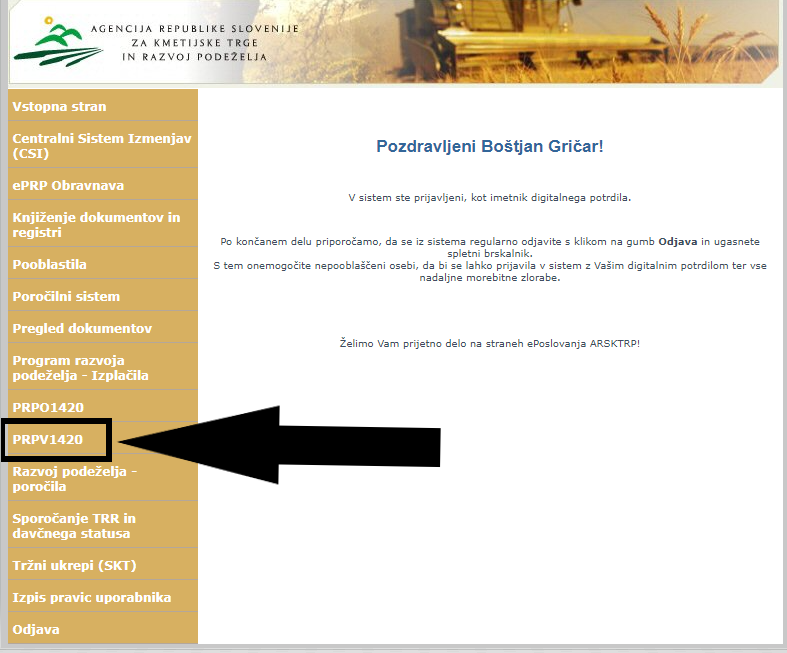 AGENCIJA REPUBLIKE SLOVENIJE
ZA KMETIJSKE TRGE
IN RAZVOJ PODEŽELJA
Vstopna stran
Centralni Sistem Izmenjav
(CSI)
ePRP Obravnava
Knjiženje dokumentov in
registri
Pooblastila
Poročilni sistem
Pregled dokumentov
Program razvoja
podeželja - Izplačila
PRPO1420
PRPV1420
Razvoj podeželja -
poročila
Sporočanje TRR in
davčnega statusa
Tržni ukrepi (SKT)
Izpis pravic uporabnika
Odjava
Pozdravljeni Boštjan Gričar!
V sistem ste prijavljeni, kot imetnik digitalnega potrdila.
Po končanem delu priporočamo, da se iz sistema regularno odjavite s klikom na gumb Odjava in ugasnete
spletni brskalnik.
S tem onemogočite nepooblaščeni osebi, da bi se lahko prijavila v sistem z Vašim digitalnim potrdilom ter vse
nadaljne morebitne zlorabe.
Želimo Vam prijetno delo na straneh ePoslovanja ARSKTRP!